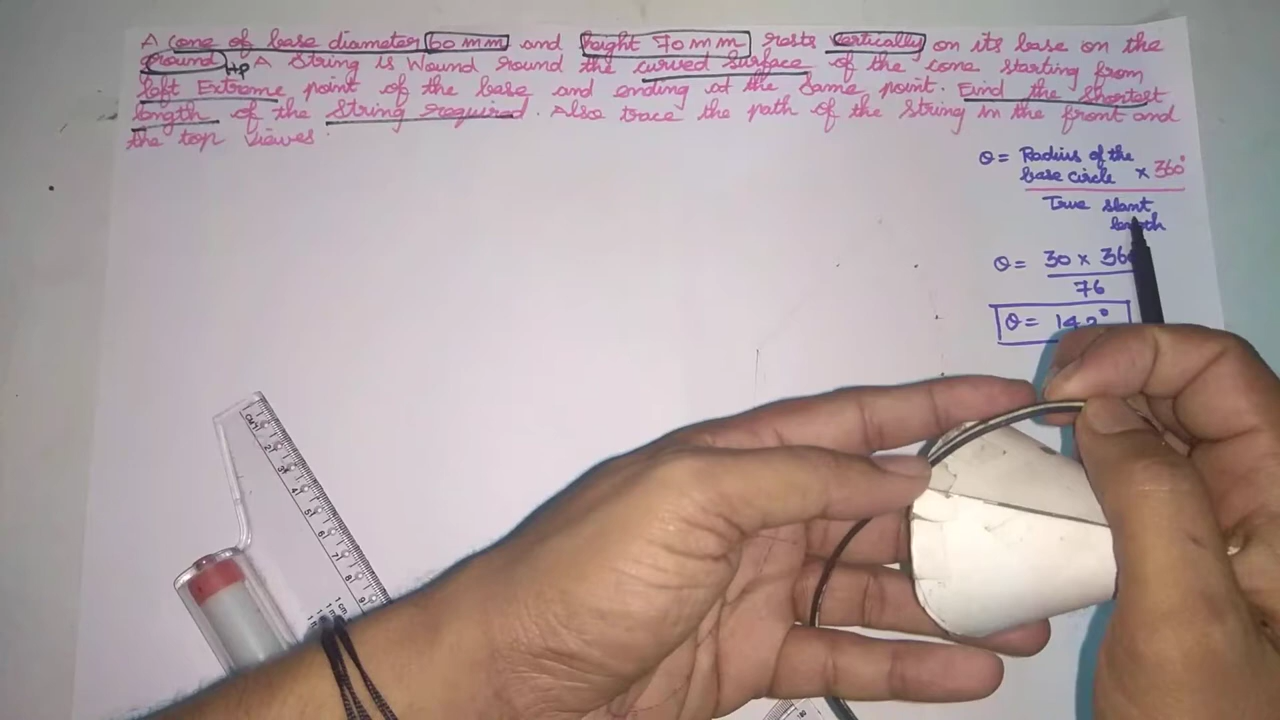 A cone of base diameter 60 mm and height 70 mm rests vertically on its base on the
ground HP. A String is Wound round the curved surface of the cone starting from
left Extreme point of the base and ending at the same point. Find the shortest
length of the string required. Also trace the path of the string in the front and
the top views.
θ = Radius of the
base circle × 360°
True slant
length
θ = 30 × 36
76
θ = 142°